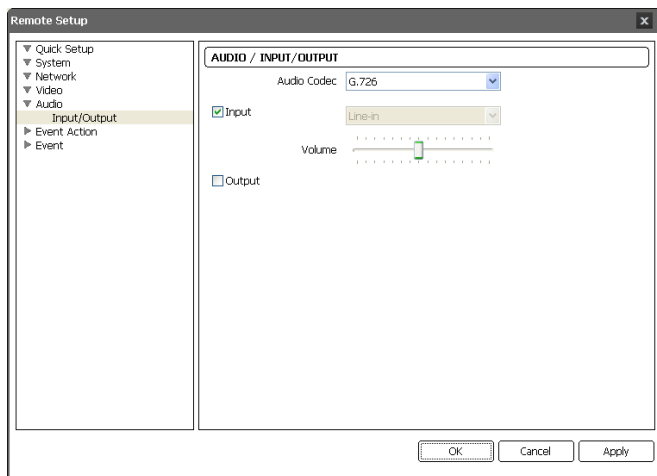 Remote Setup
Quick Setup
System
Network
Video
Audio
Input/Output
Event Action
Event
AUDIO / INPUT/OUTPUT
Audio Codec G.726
Input Line-in
Volume
Output
OK Cancel Apply